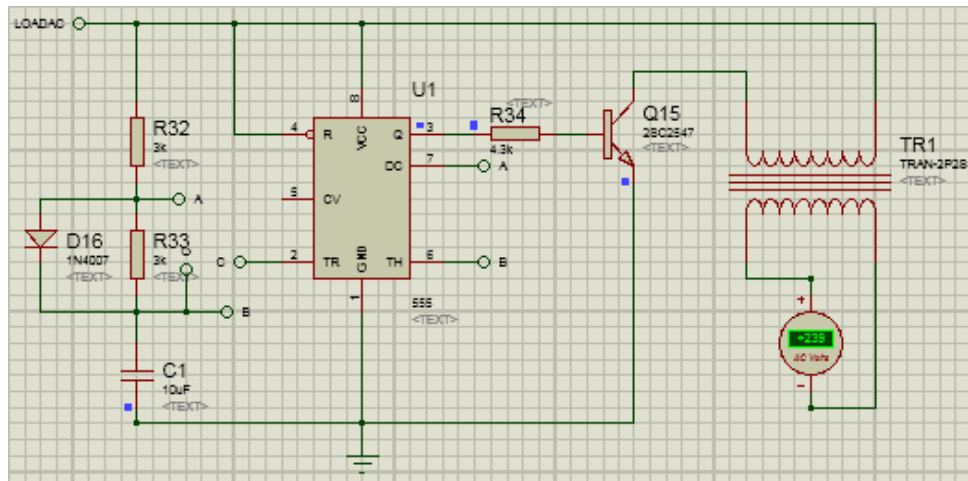 LOADAC
U1
R32
3k
<TEXT>
8
VCC
4
R
Q
3
DC
7
A
5
CV
C
2
TR
GND
TH
6
B
1
555
<TEXT>
<TEXT>
R34
4.3k
Q15
2SC2547
<TEXT>
TR1
TRAN-2P2S
<TEXT>
A
D16
1N4007
<TEXT>
R33
3k
<TEXT>
C
B
C1
10uF
<TEXT>
+
+239
AC Volts
-